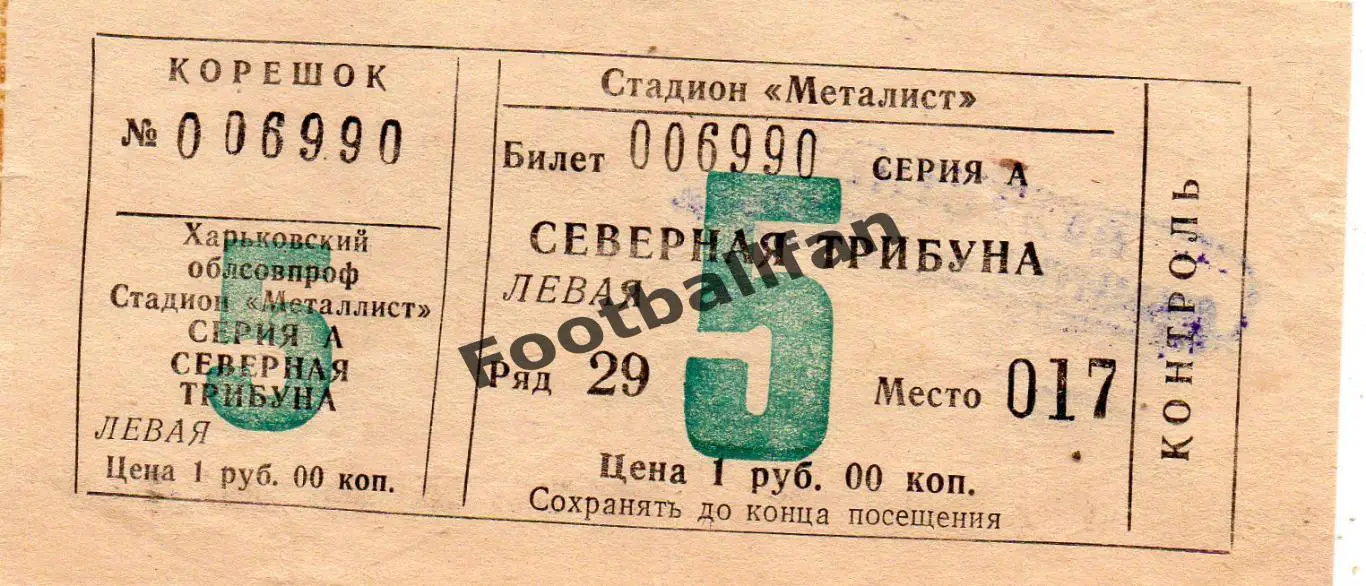 КОРЕШОК
№ 006990
Харьковский
облсовпроф
Стадион «Металлист»
СЕРИЯ А
СЕВЕРНАЯ
ТРИБУНА
ЛЕВАЯ
Цена 1 руб. 00 коп.
5
Стадион «Металист»
Билет 006990 СЕРИЯ А
СЕВЕРНАЯ ТРИБУНА
ЛЕВАЯ
Ряд 29 Место 017
5
Цена 1 руб. 00 коп.
Сохранять до конца посещения
КОНТРОЛЬ
Footballfan